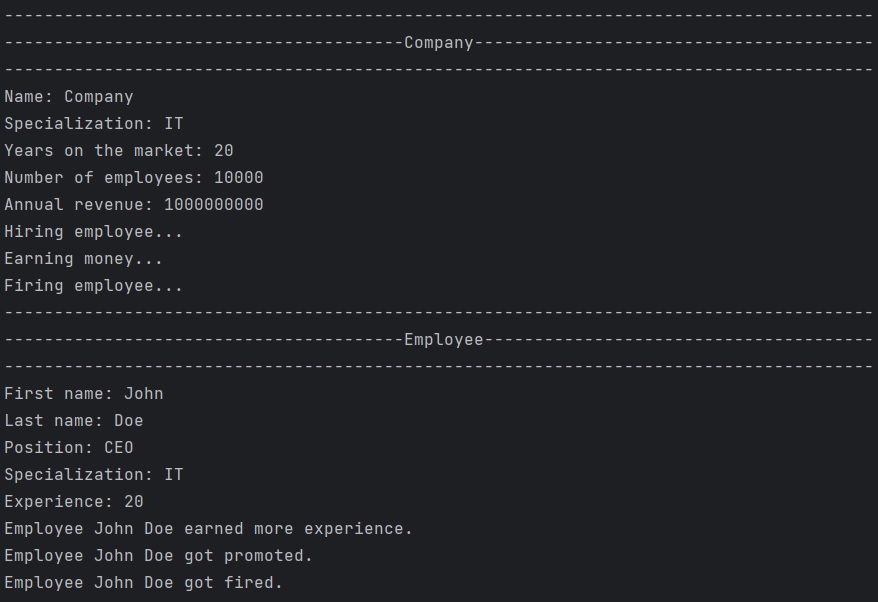 ---------------------------------------------------------------------------------------
----------------------------------------Company----------------------------------------
---------------------------------------------------------------------------------------
Name: Company
Specialization: IT
Years on the market: 20
Number of employees: 10000
Annual revenue: 1000000000
Hiring employee...
Earning money...
Firing employee...
---------------------------------------------------------------------------------------
----------------------------------------Employee---------------------------------------
---------------------------------------------------------------------------------------
First name: John
Last name: Doe
Position: CEO
Specialization: IT
Experience: 20
Employee John Doe earned more experience.
Employee John Doe got promoted.
Employee John Doe got fired.